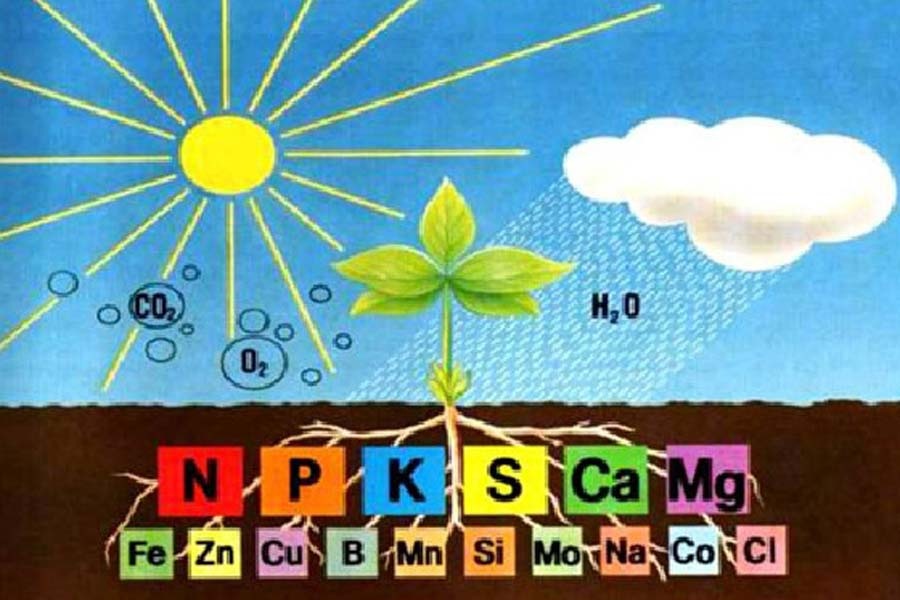 CO₂
O₂
H₂O
N P K S Ca Mg
Fe Zn Cu B Mn Si Mo Na Co Cl